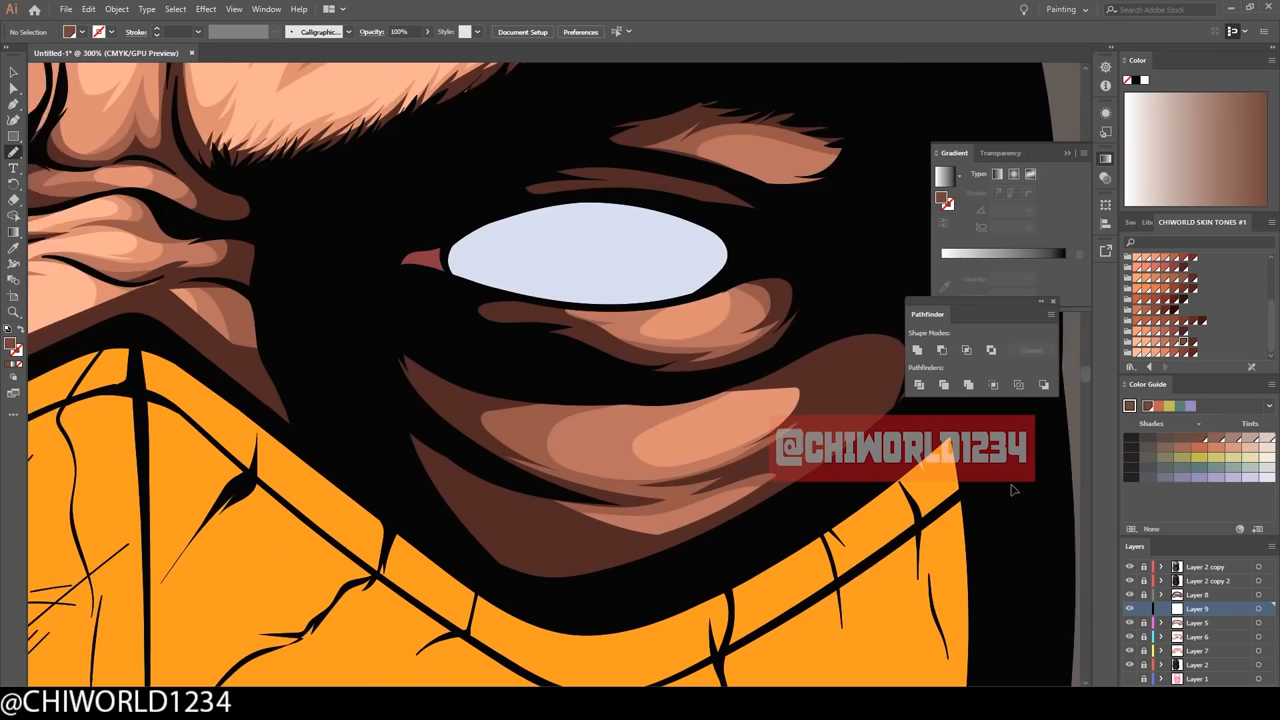 Ai File Edit Object Type Select Effect View Window Help Painting Search Adobe Stock
No Selection Stroke: Calligraphic... Opacity: 100% Style: Document Setup Preferences
Untitled-1* @ 300% (CMYK/GPU Preview) ×
Color
Gradient Transparency
Type:
CHIWORLD SKIN TONES #1
Pathfinder
Shape Modes:
Pathfinders:
Color Guide
Shades Tints
@CHIWORLD1234
None
Layers
Layer 2 copy
Layer 2 copy 2
Layer 8
Layer 9
Layer 5
Layer 6
Layer 7
Layer 2
Layer 1
@CHIWORLD1234